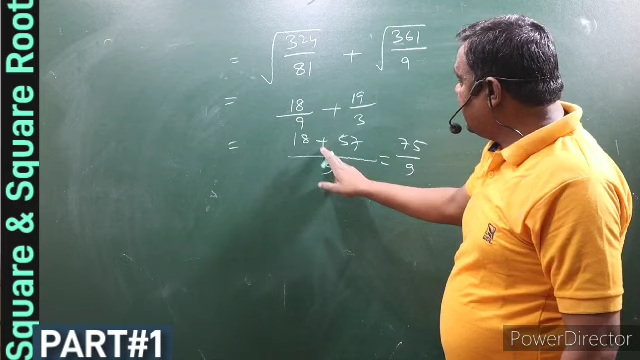 Square & Square Root
= √324/81 + √361/9
= 18/9 + 19/3
= 18 + 57/9 = 75/9
PART#1
PowerDirector